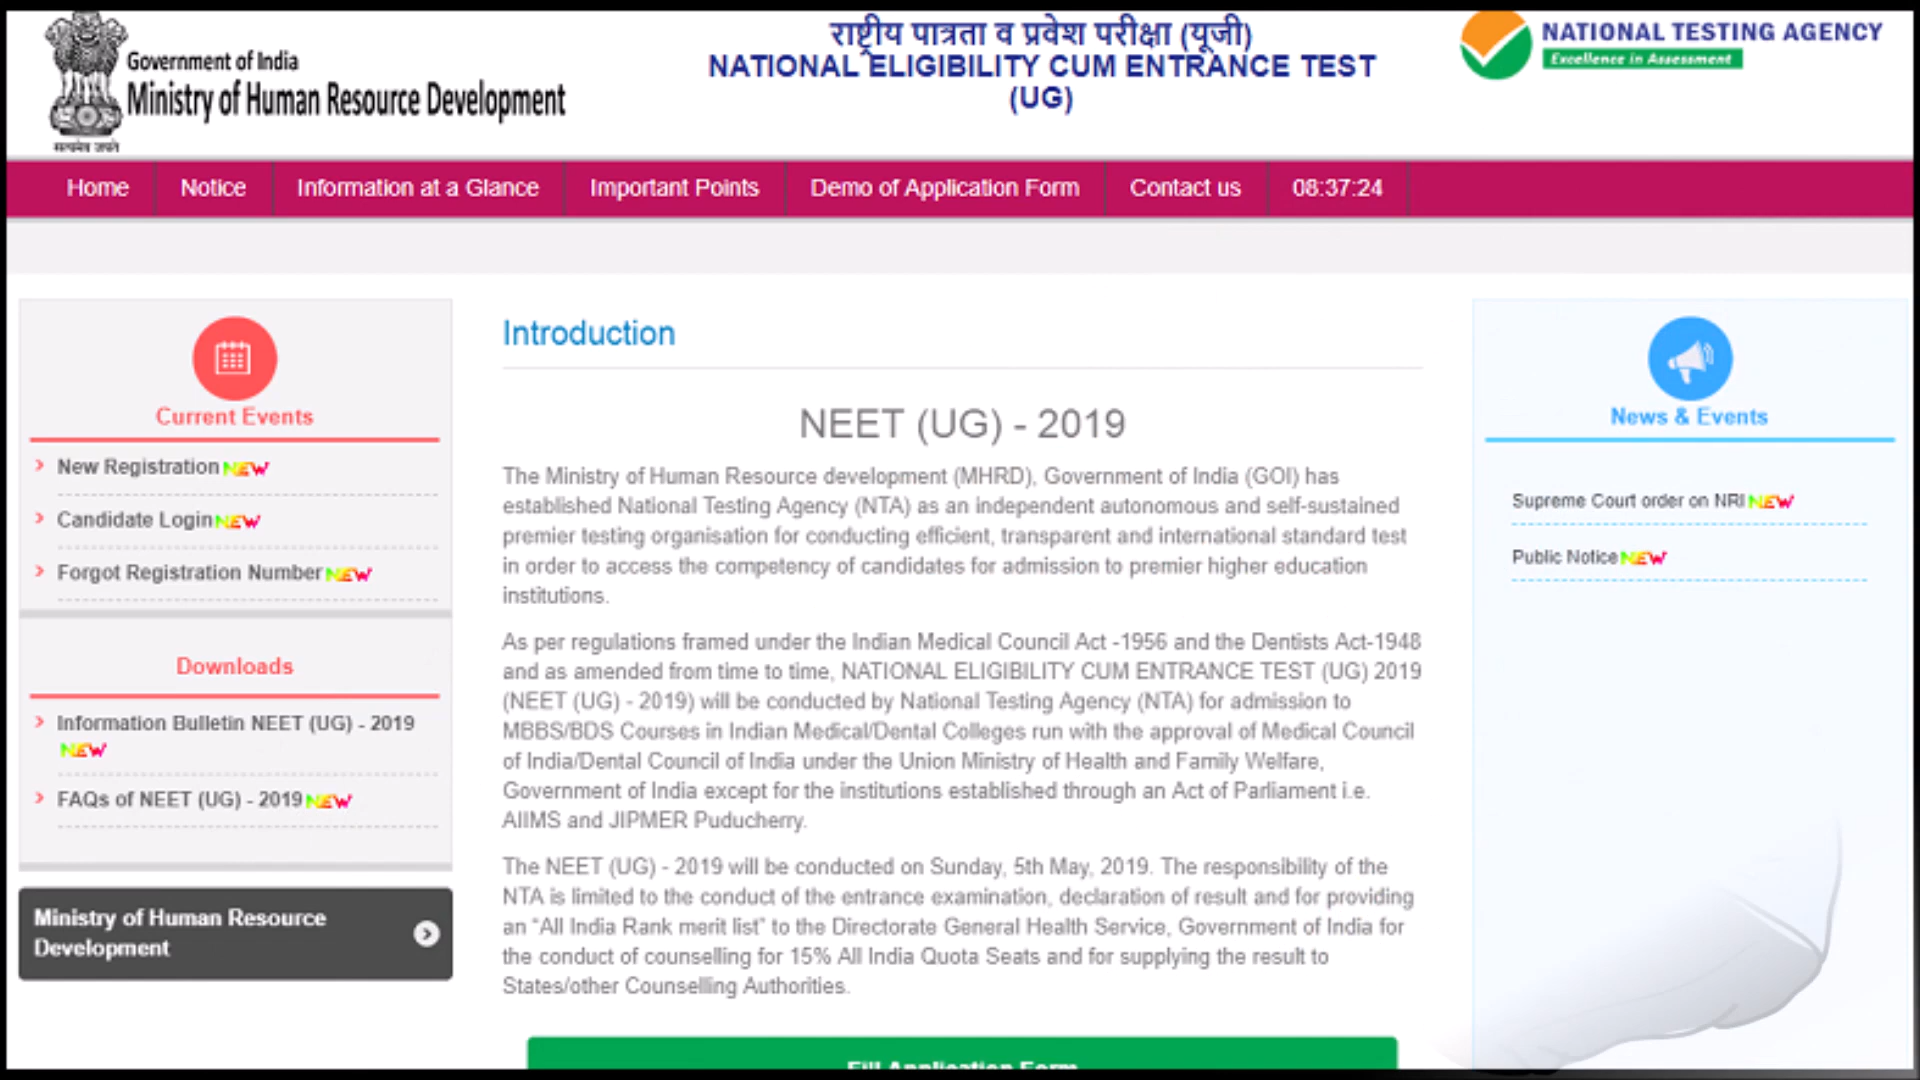 Government of India
Ministry of Human Resource Development
सत्यमेव जयते
राष्ट्रीय पात्रता व प्रवेश परीक्षा (यूजी)
NATIONAL ELIGIBILITY CUM ENTRANCE TEST
(UG)
NATIONAL TESTING AGENCY
Excellence in Assessment
Home Notice Information at a Glance Important Points Demo of Application Form Contact us 08:37:24
Current Events
New Registration NEW
Candidate Login NEW
Forgot Registration Number NEW
Downloads
Information Bulletin NEET (UG) - 2019
NEW
FAQs of NEET (UG) - 2019 NEW
Ministry of Human Resource
Development
Introduction
NEET (UG) - 2019
The Ministry of Human Resource development (MHRD), Government of India (GOI) has
established National Testing Agency (NTA) as an independent autonomous and self-sustained
premier testing organisation for conducting efficient, transparent and international standard test
in order to access the competency of candidates for admission to premier higher education
institutions.
As per regulations framed under the Indian Medical Council Act -1956 and the Dentists Act-1948
and as amended from time to time, NATIONAL ELIGIBILITY CUM ENTRANCE TEST (UG) 2019
(NEET (UG) - 2019) will be conducted by National Testing Agency (NTA) for admission to
MBBS/BDS Courses in Indian Medical/Dental Colleges run with the approval of Medical Council
of India/Dental Council of India under the Union Ministry of Health and Family Welfare,
Government of India except for the institutions established through an Act of Parliament i.e.
AIIMS and JIPMER Puducherry.
The NEET (UG) - 2019 will be conducted on Sunday, 5th May, 2019. The responsibility of the
NTA is limited to the conduct of the entrance examination, declaration of result and for providing
an “All India Rank merit list” to the Directorate General Health Service, Government of India for
the conduct of counselling for 15% All India Quota Seats and for supplying the result to
States/other Counselling Authorities.
Fill Application Form
News & Events
Supreme Court order on NRI NEW
Public Notice NEW